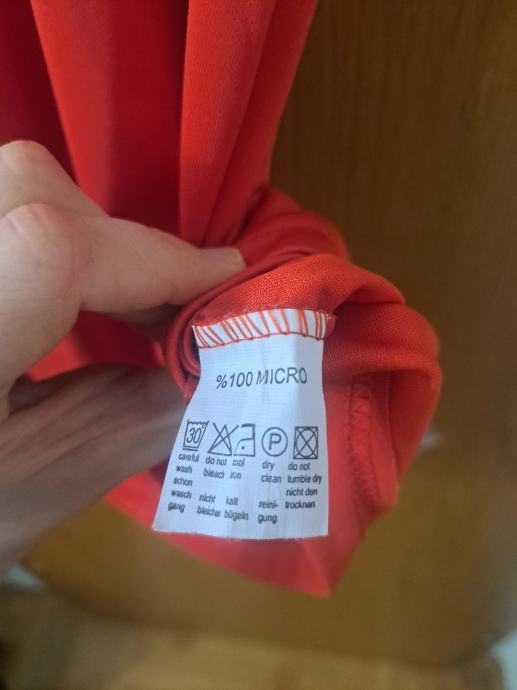 %100 MICRO
30°
P
careful do not cool dry do not
wash bleach iron clean tumble dry
schon nicht den
wasch nicht kalt reini- trocknen
gang bleichen bügeln gung